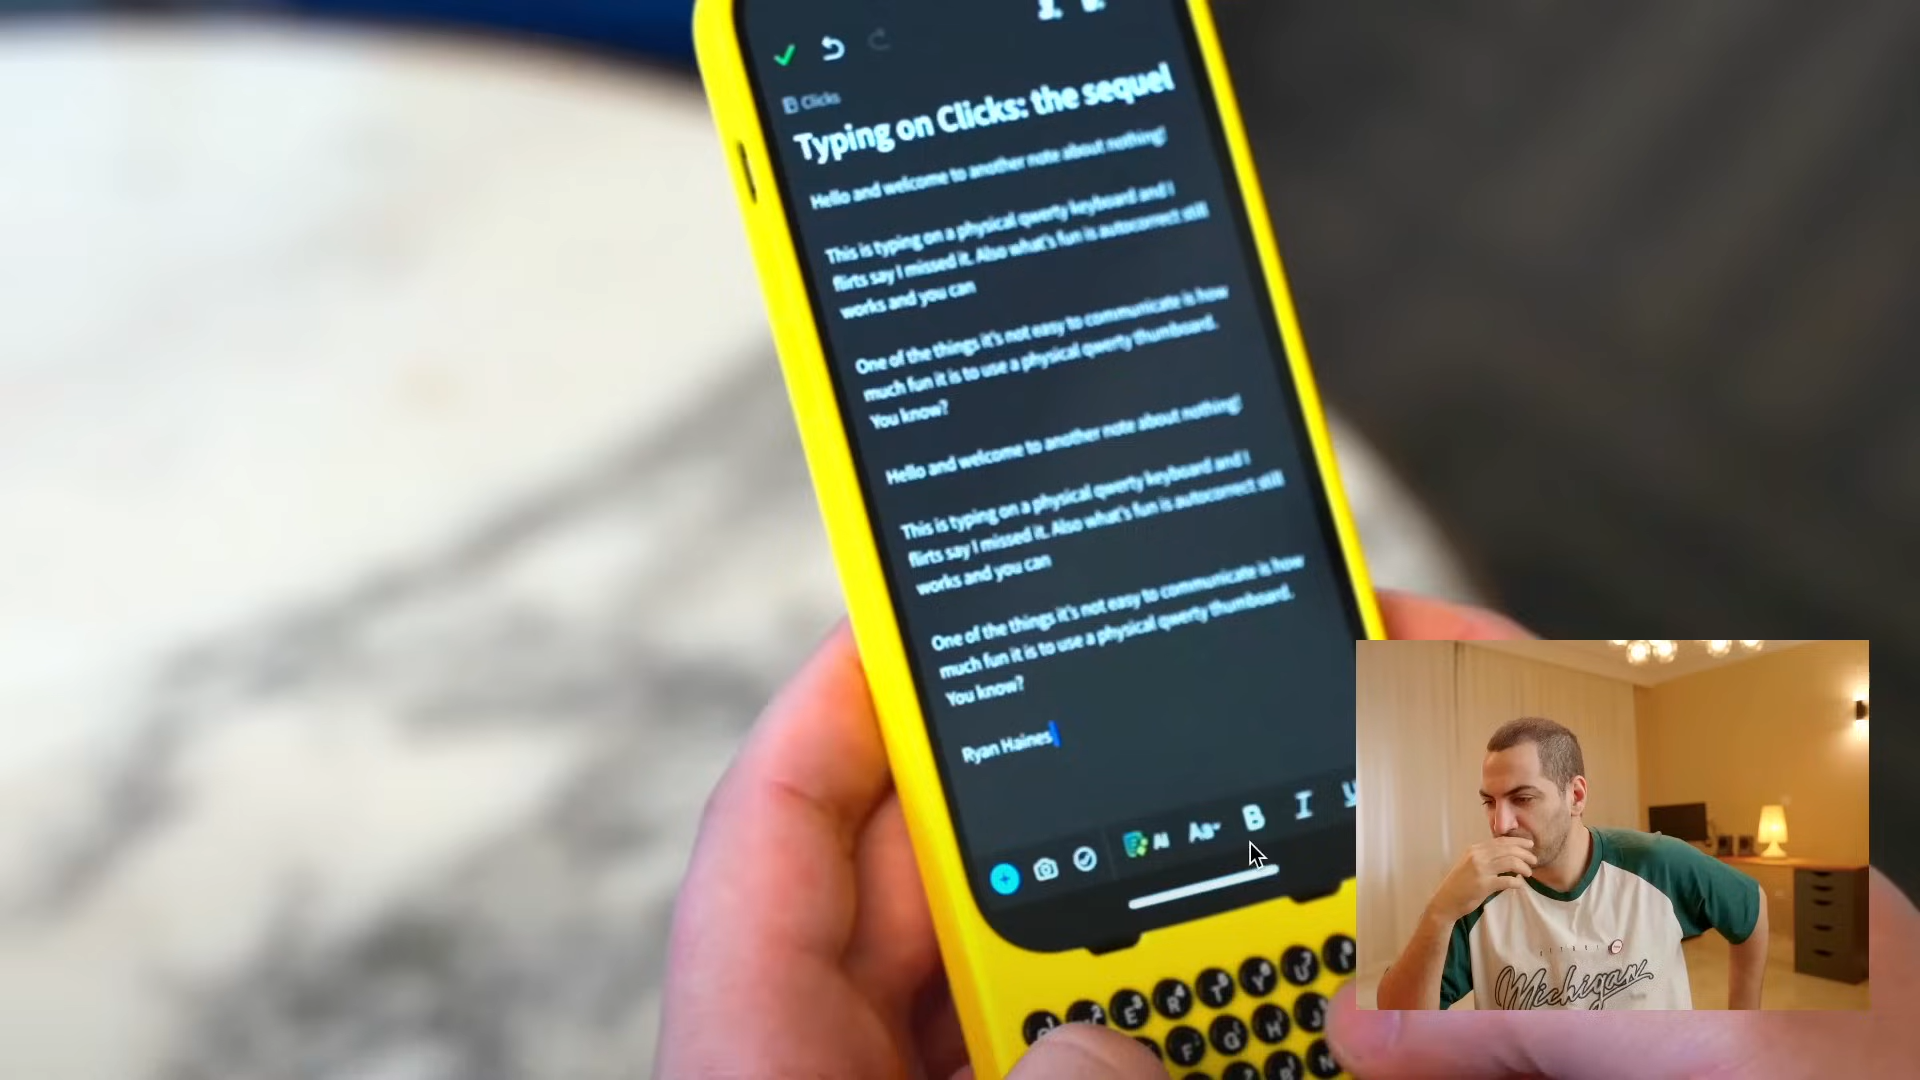 Clicks
Typing on Clicks: the sequel
Hello and welcome to another note about nothing!
This is typing on a physical qwerty keyboard and I
flirts say I missed it. Also what's fun is autocorrect still
works and you can
One of the things it's not easy to communicate is how
much fun it is to use a physical qwerty thumboard.
You know?
Hello and welcome to another note about nothing!
This is typing on a physical qwerty keyboard and I
flirts say I missed it. Also what's fun is autocorrect still
works and you can
One of the things it's not easy to communicate is how
much fun it is to use a physical qwerty thumboard.
You know?
Ryan Haines
AI Aa B I U
E R T Y U
F G H J
B N
Michigan